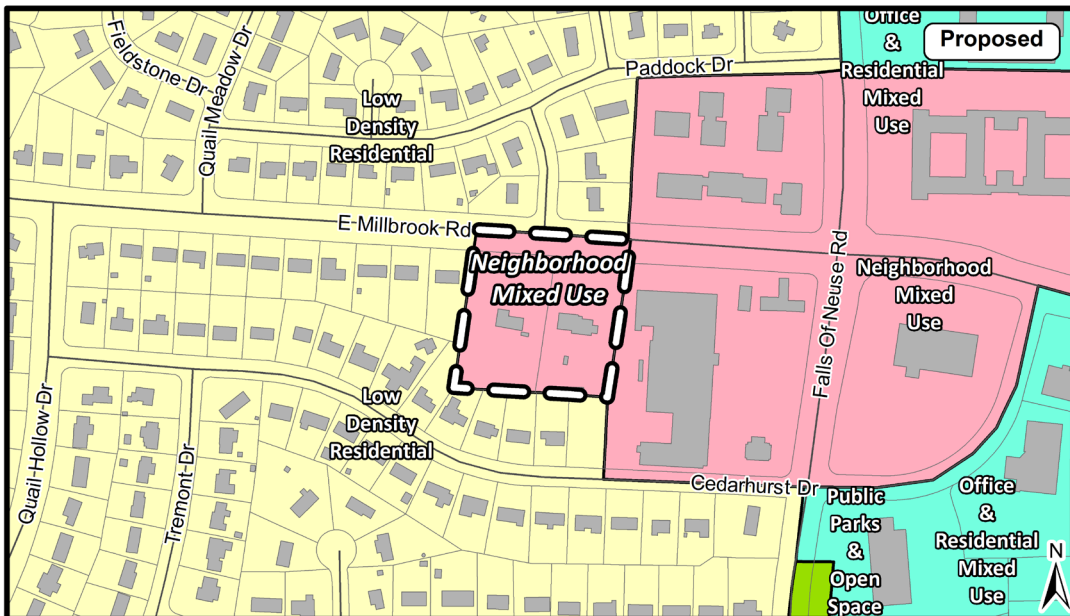 Office
&
Residential
Mixed
Use
Proposed
Fieldstone-Dr
Quail-Meadow-Dr
Paddock Dr
Low
Density
Residential
E Millbrook Rd
Neighborhood
Mixed Use
Falls-Of-Neuse-Rd
Neighborhood
Mixed
Use
Low
Density
Residential
Quail-Hollow-Dr
Tremont-Dr
Cedarhurst Dr
Public
Parks
&
Open
Space
Office
&
Residential
Mixed
Use
N